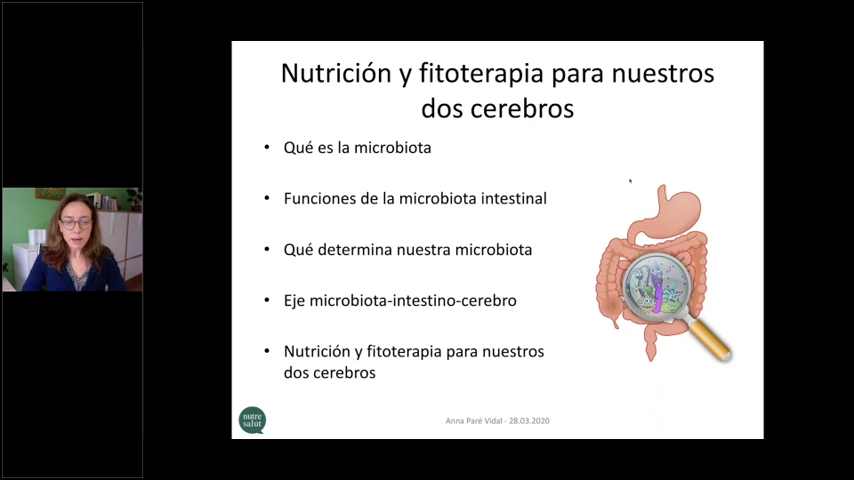 Nutrición y fitoterapia para nuestros
dos cerebros
• Qué es la microbiota
• Funciones de la microbiota intestinal
• Qué determina nuestra microbiota
• Eje microbiota-intestino-cerebro
• Nutrición y fitoterapia para nuestros
dos cerebros
nutre
salut
Anna Paré Vidal - 28.03.2020